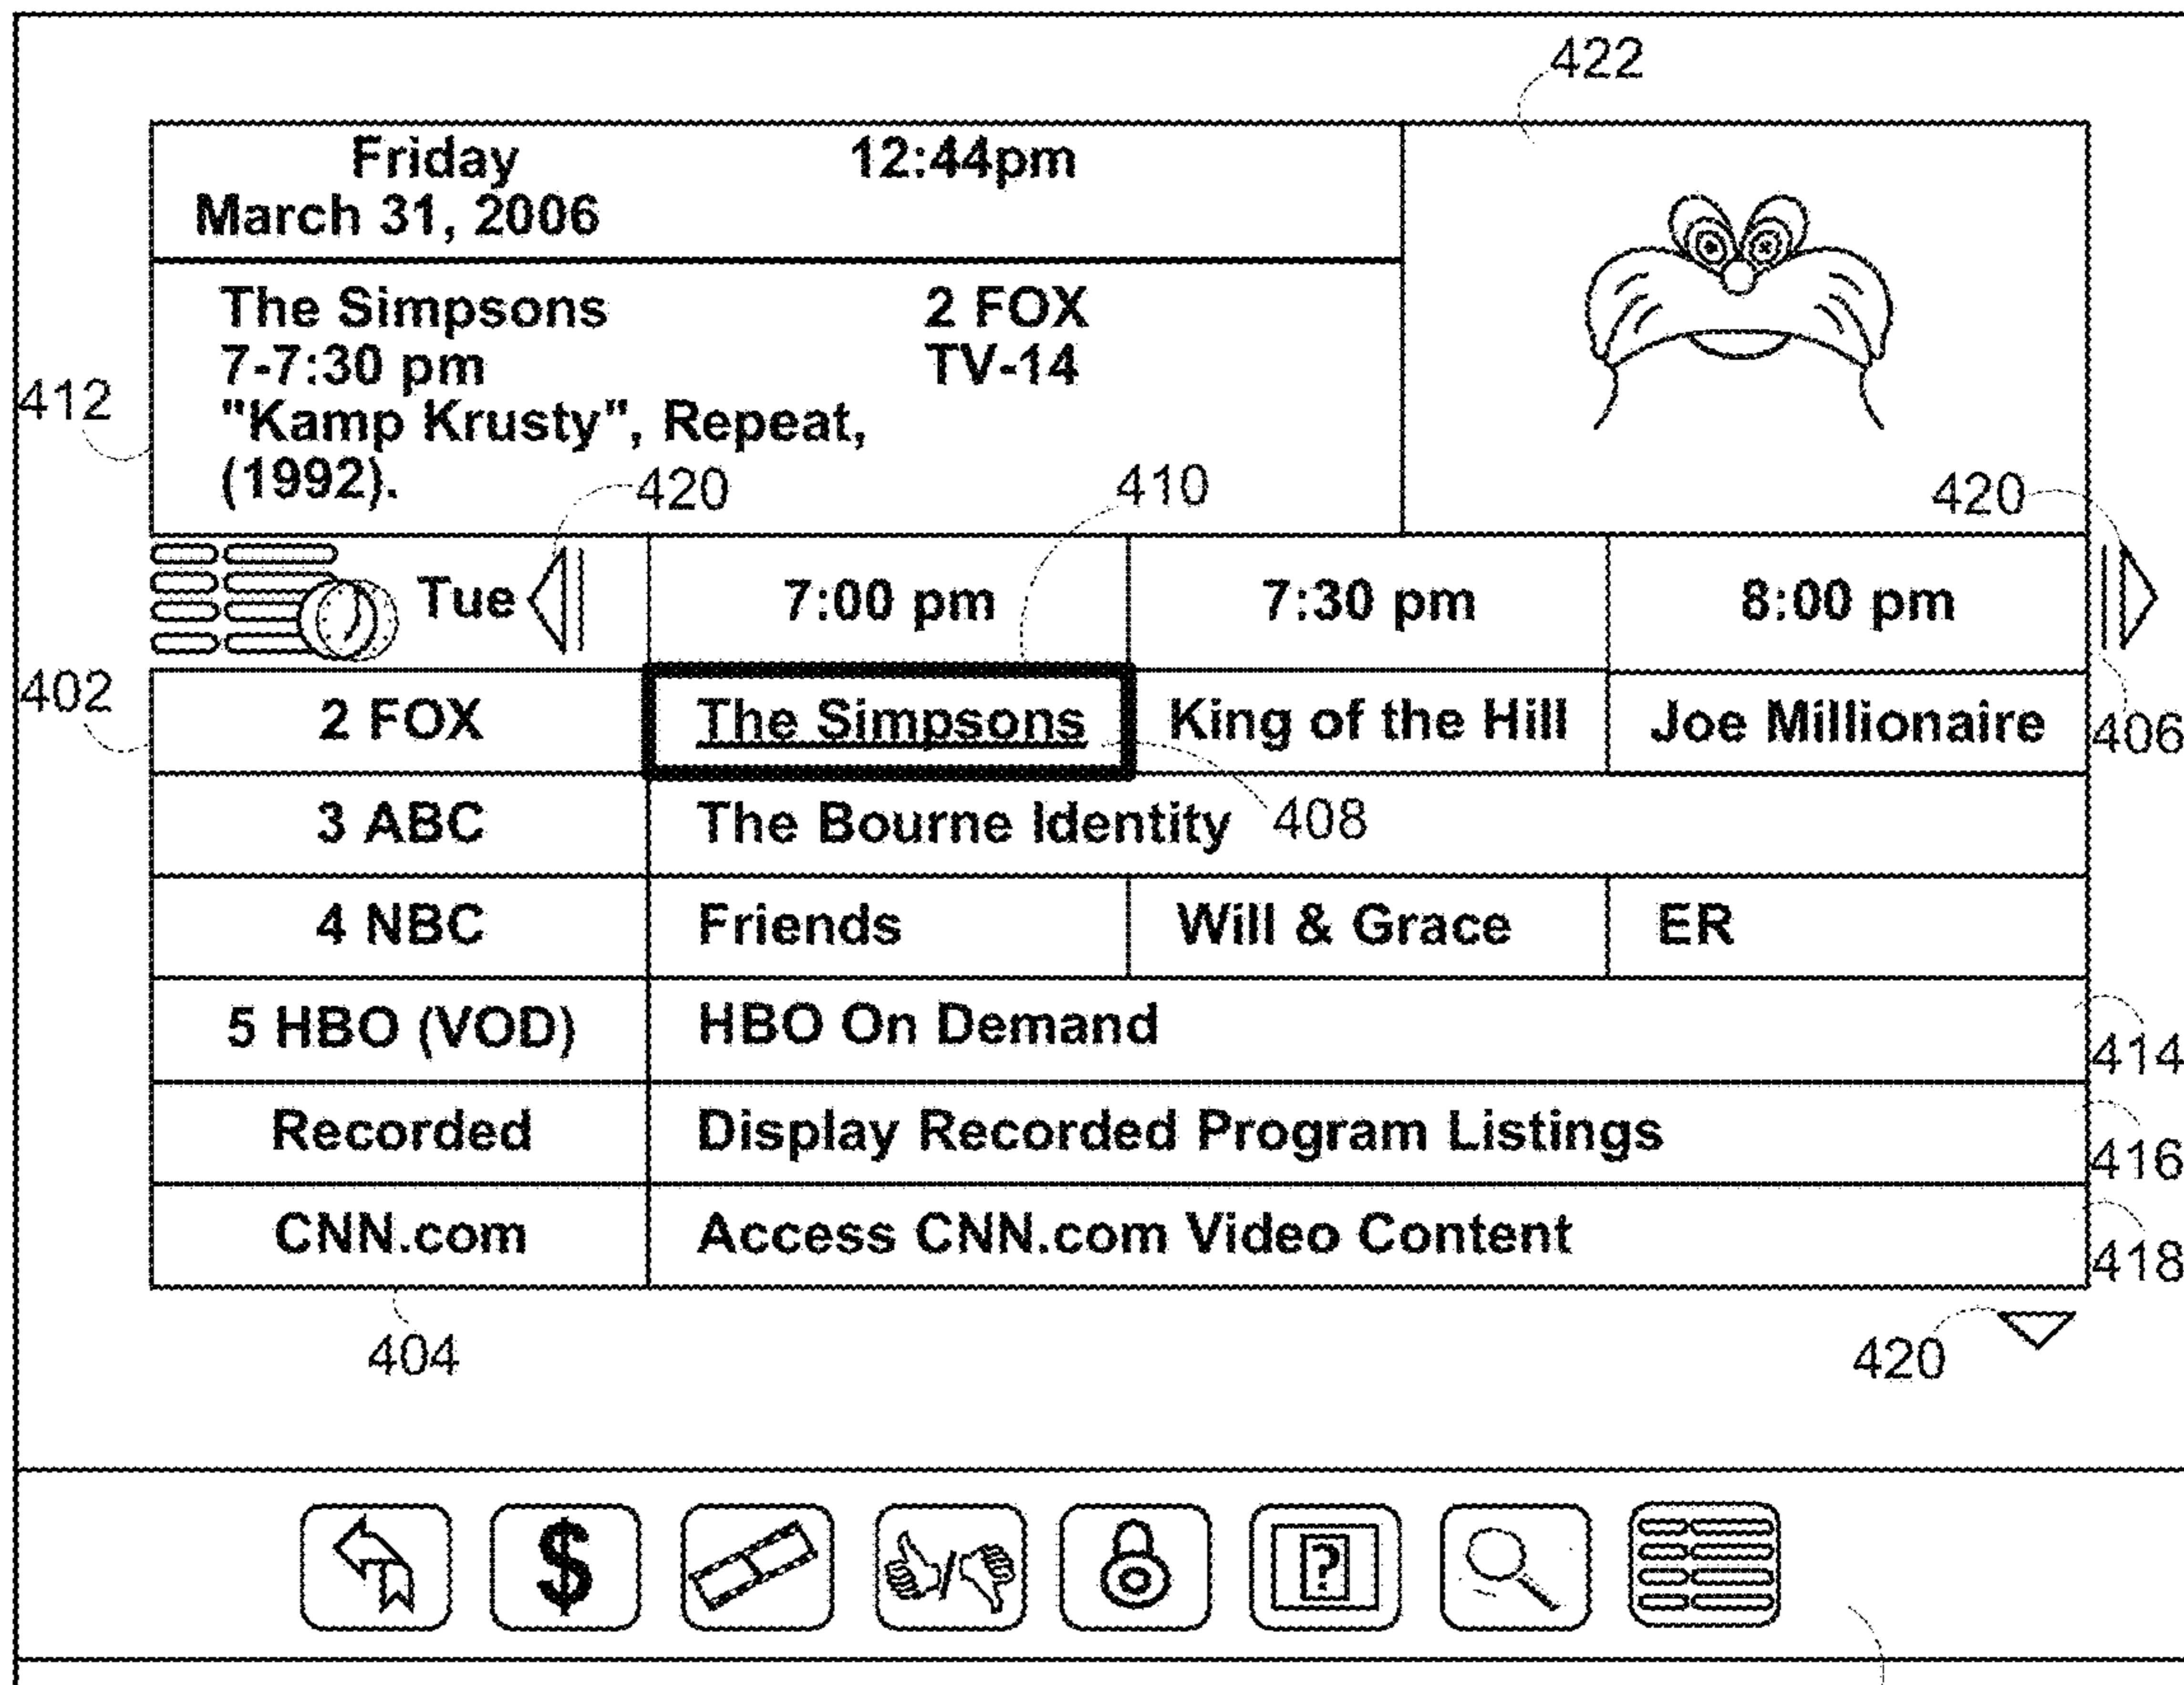 422
Friday 12:44pm
March 31, 2006
The Simpsons 2 FOX
7-7:30 pm TV-14
412
"Kamp Krusty", Repeat,
(1992).
420 410 420
Tue 7:00 pm 7:30 pm 8:00 pm
402
2 FOX The Simpsons King of the Hill Joe Millionaire
406
3 ABC The Bourne Identity 408
4 NBC Friends Will & Grace ER
5 HBO (VOD) HBO On Demand
414
Recorded Display Recorded Program Listings
416
CNN.com Access CNN.com Video Content
418
404 420
$ ?